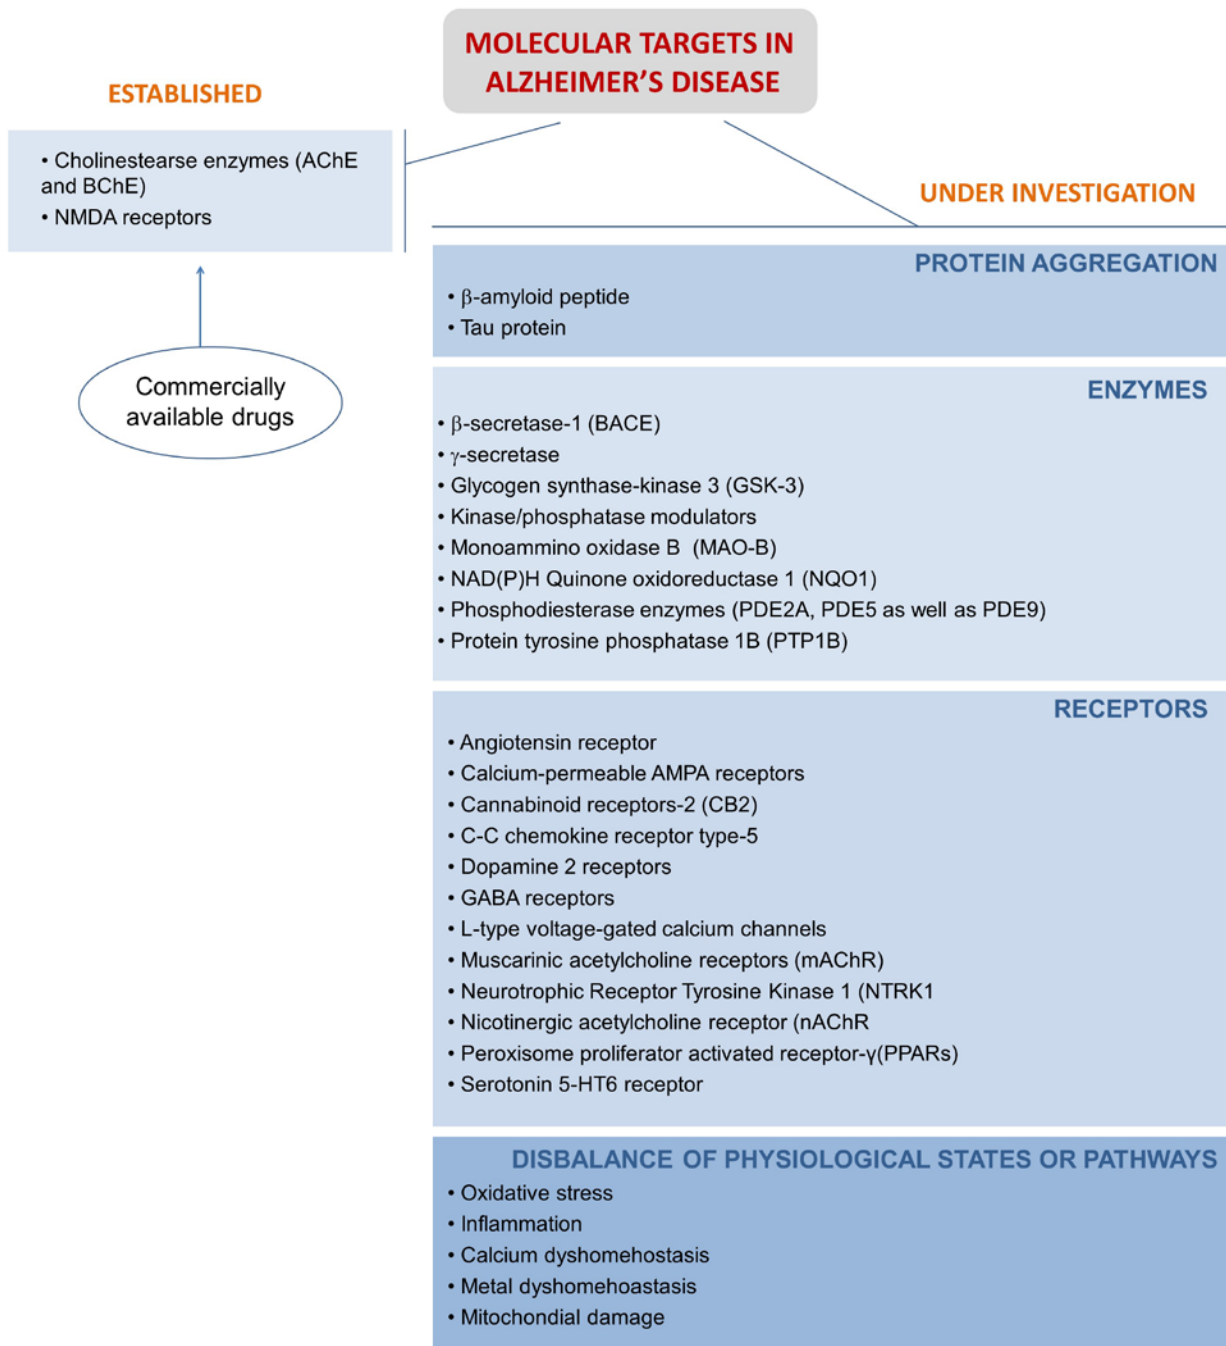 MOLECULAR TARGETS IN
ALZHEIMER’S DISEASE
ESTABLISHED
• Cholinestearse enzymes (AChE
and BChE)
• NMDA receptors
Commercially
available drugs
UNDER INVESTIGATION
PROTEIN AGGREGATION
• β-amyloid peptide
• Tau protein
ENZYMES
• β-secretase-1 (BACE)
• γ-secretase
• Glycogen synthase-kinase 3 (GSK-3)
• Kinase/phosphatase modulators
• Monoammino oxidase B (MAO-B)
• NAD(P)H Quinone oxidoreductase 1 (NQO1)
• Phosphodiesterase enzymes (PDE2A, PDE5 as well as PDE9)
• Protein tyrosine phosphatase 1B (PTP1B)
RECEPTORS
• Angiotensin receptor
• Calcium-permeable AMPA receptors
• Cannabinoid receptors-2 (CB2)
• C-C chemokine receptor type-5
• Dopamine 2 receptors
• GABA receptors
• L-type voltage-gated calcium channels
• Muscarinic acetylcholine receptors (mAChR)
• Neurotrophic Receptor Tyrosine Kinase 1 (NTRK1
• Nicotinergic acetylcholine receptor (nAChR
• Peroxisome proliferator activated receptor-γ(PPARs)
• Serotonin 5-HT6 receptor
DISBALANCE OF PHYSIOLOGICAL STATES OR PATHWAYS
• Oxidative stress
• Inflammation
• Calcium dyshomehostasis
• Metal dyshomehoastasis
• Mitochondial damage